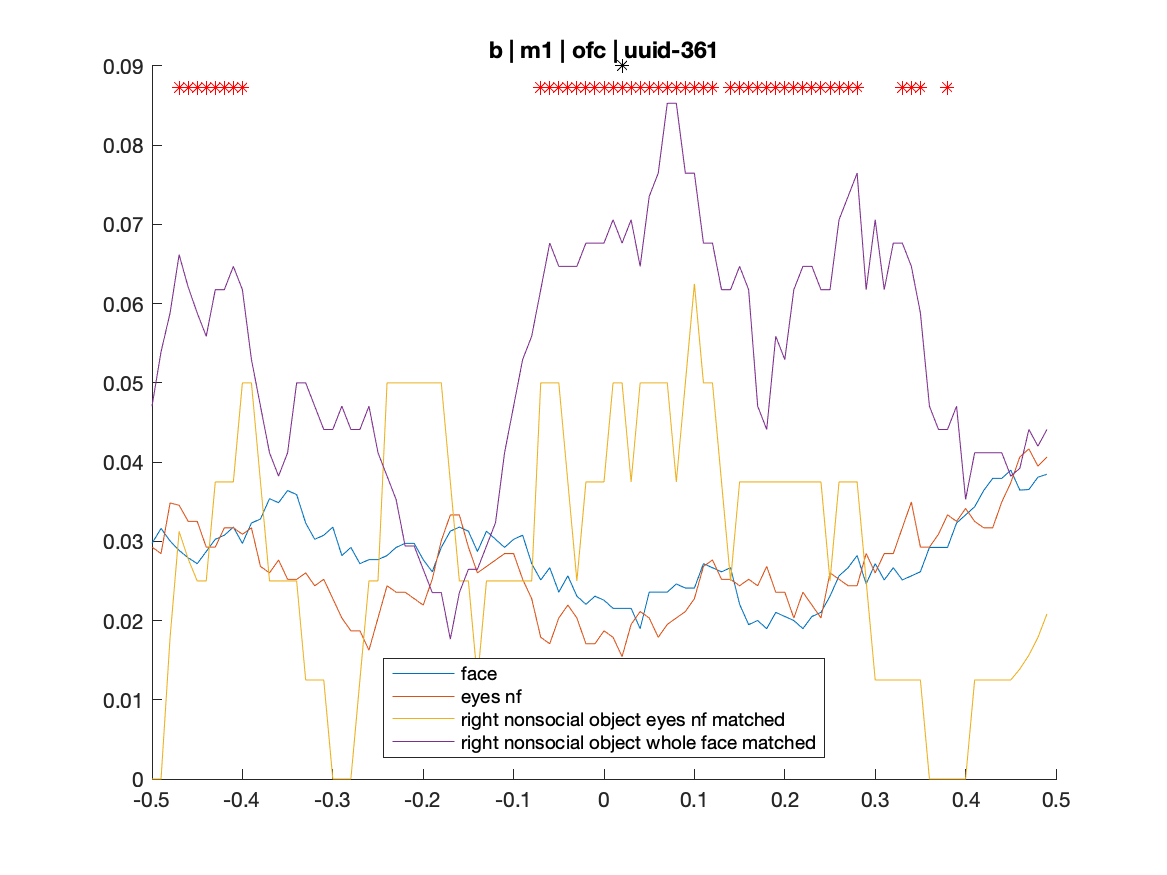 b | m1 | ofc | uuid-361
0.09
0.08
0.07
0.06
0.05
0.04
0.03
0.02
0.01
0
face
eyes nf
right nonsocial object eyes nf matched
right nonsocial object whole face matched
-0.5 -0.4 -0.3 -0.2 -0.1 0 0.1 0.2 0.3 0.4 0.5